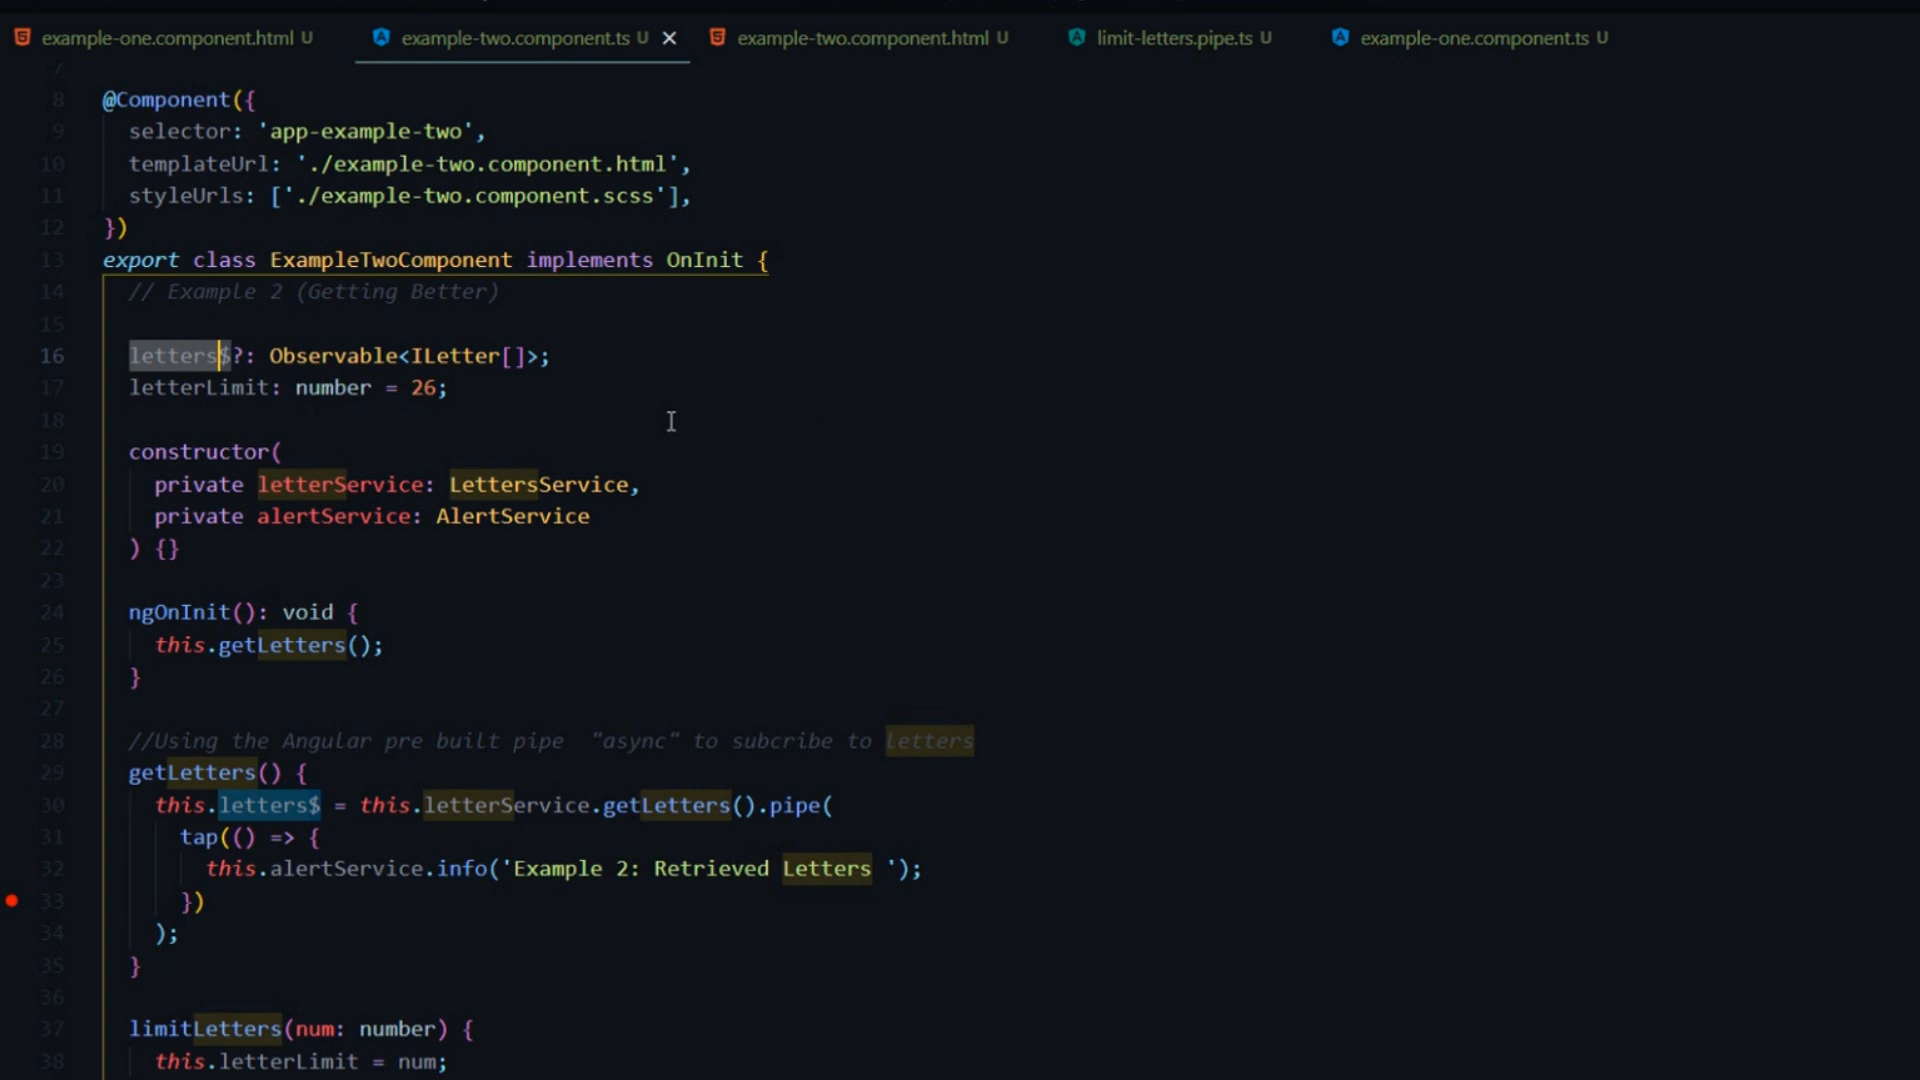 example-one.component.html U example-two.component.ts U × example-two.component.html U limit-letters.pipe.ts U example-one.component.ts U
7
8 @Component({
9 selector: 'app-example-two',
10 templateUrl: './example-two.component.html',
11 styleUrls: ['./example-two.component.scss'],
12 })
13 export class ExampleTwoComponent implements OnInit {
14 // Example 2 (Getting Better)
15
16 letters$?: Observable<ILetter[]>;
17 letterLimit: number = 26;
18
19 constructor(
20 private letterService: LettersService,
21 private alertService: AlertService
22 ) {}
23
24 ngOnInit(): void {
25 this.getLetters();
26 }
27
28 //Using the Angular pre built pipe  "async" to subcribe to letters
29 getLetters() {
30 this.letters$ = this.letterService.getLetters().pipe(
31 tap(() => {
32 this.alertService.info('Example 2: Retrieved Letters ');
33 })
34 );
35 }
36
37 limitLetters(num: number) {
38 this.letterLimit = num;